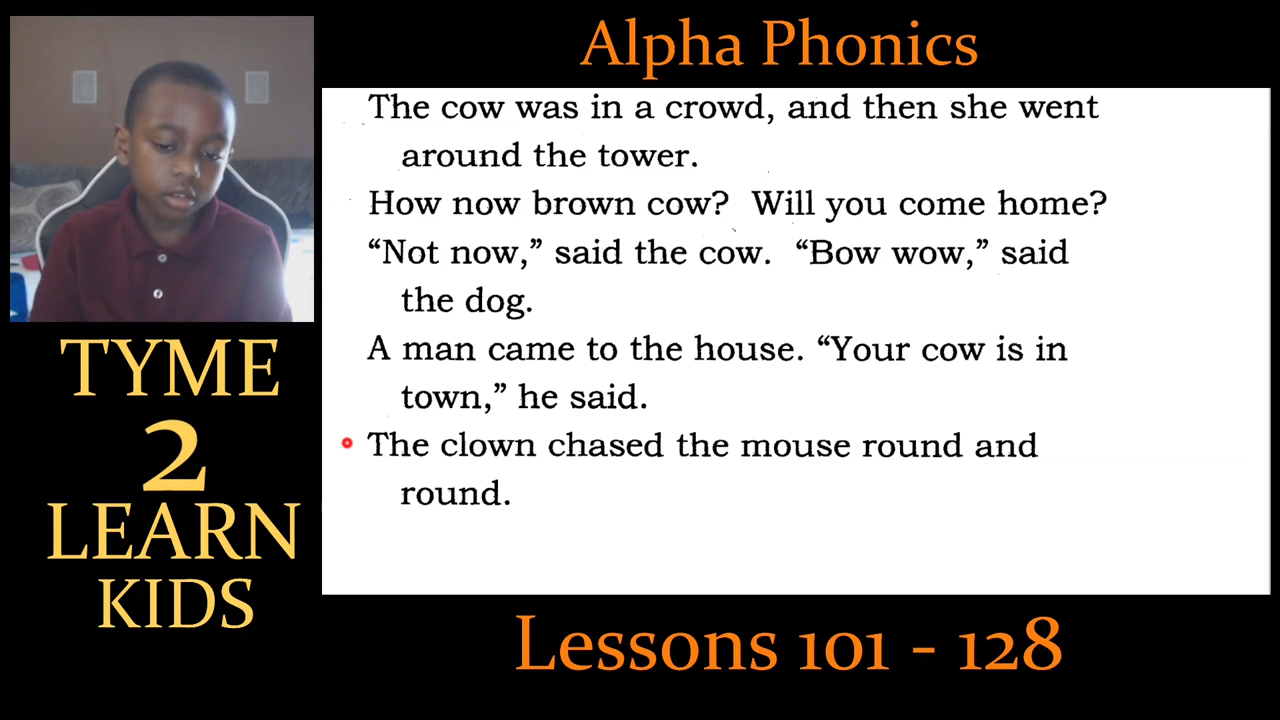 Alpha Phonics
The cow was in a crowd, and then she went
around the tower.
How now brown cow? Will you come home?
“Not now,” said the cow. “Bow wow,” said
the dog.
A man came to the house. “Your cow is in
town,” he said.
The clown chased the mouse round and
round.
TYME
2
LEARN
KIDS
Lessons 101 - 128